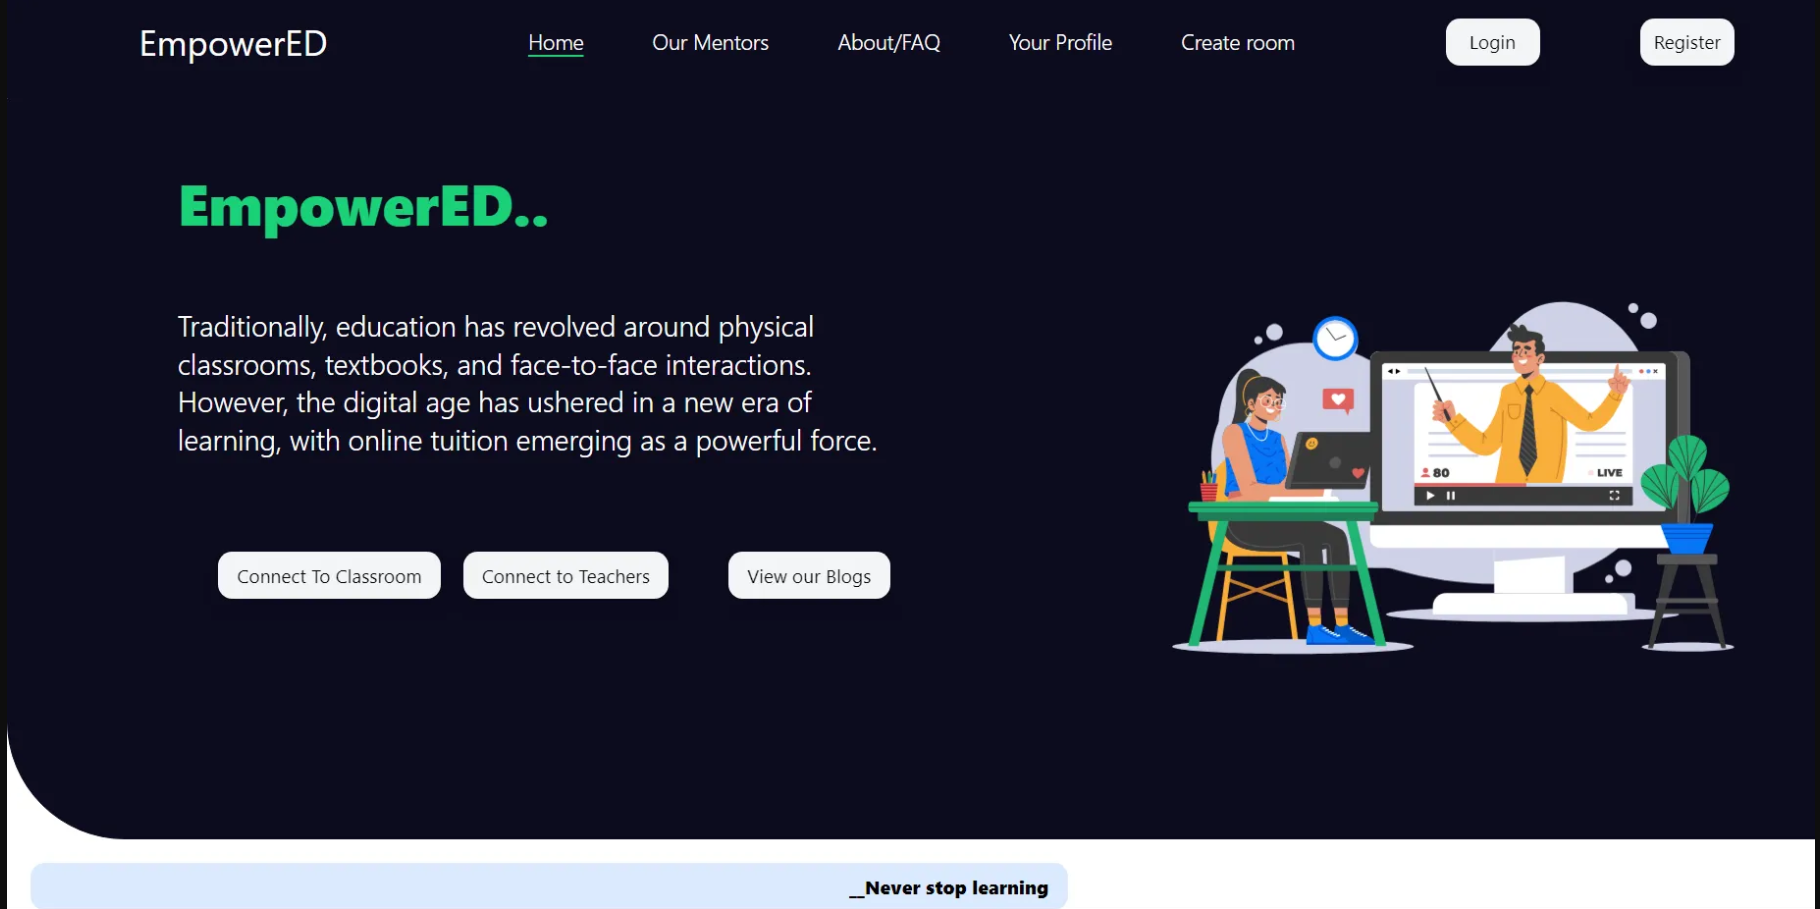 EmpowerED
Home
Our Mentors
About/FAQ
Your Profile
Create room
Login
Register
EmpowerED..
Traditionally, education has revolved around physical
classrooms, textbooks, and face-to-face interactions.
However, the digital age has ushered in a new era of
learning, with online tuition emerging as a powerful force.
80
LIVE
Connect To Classroom
Connect to Teachers
View our Blogs
__Never stop learning